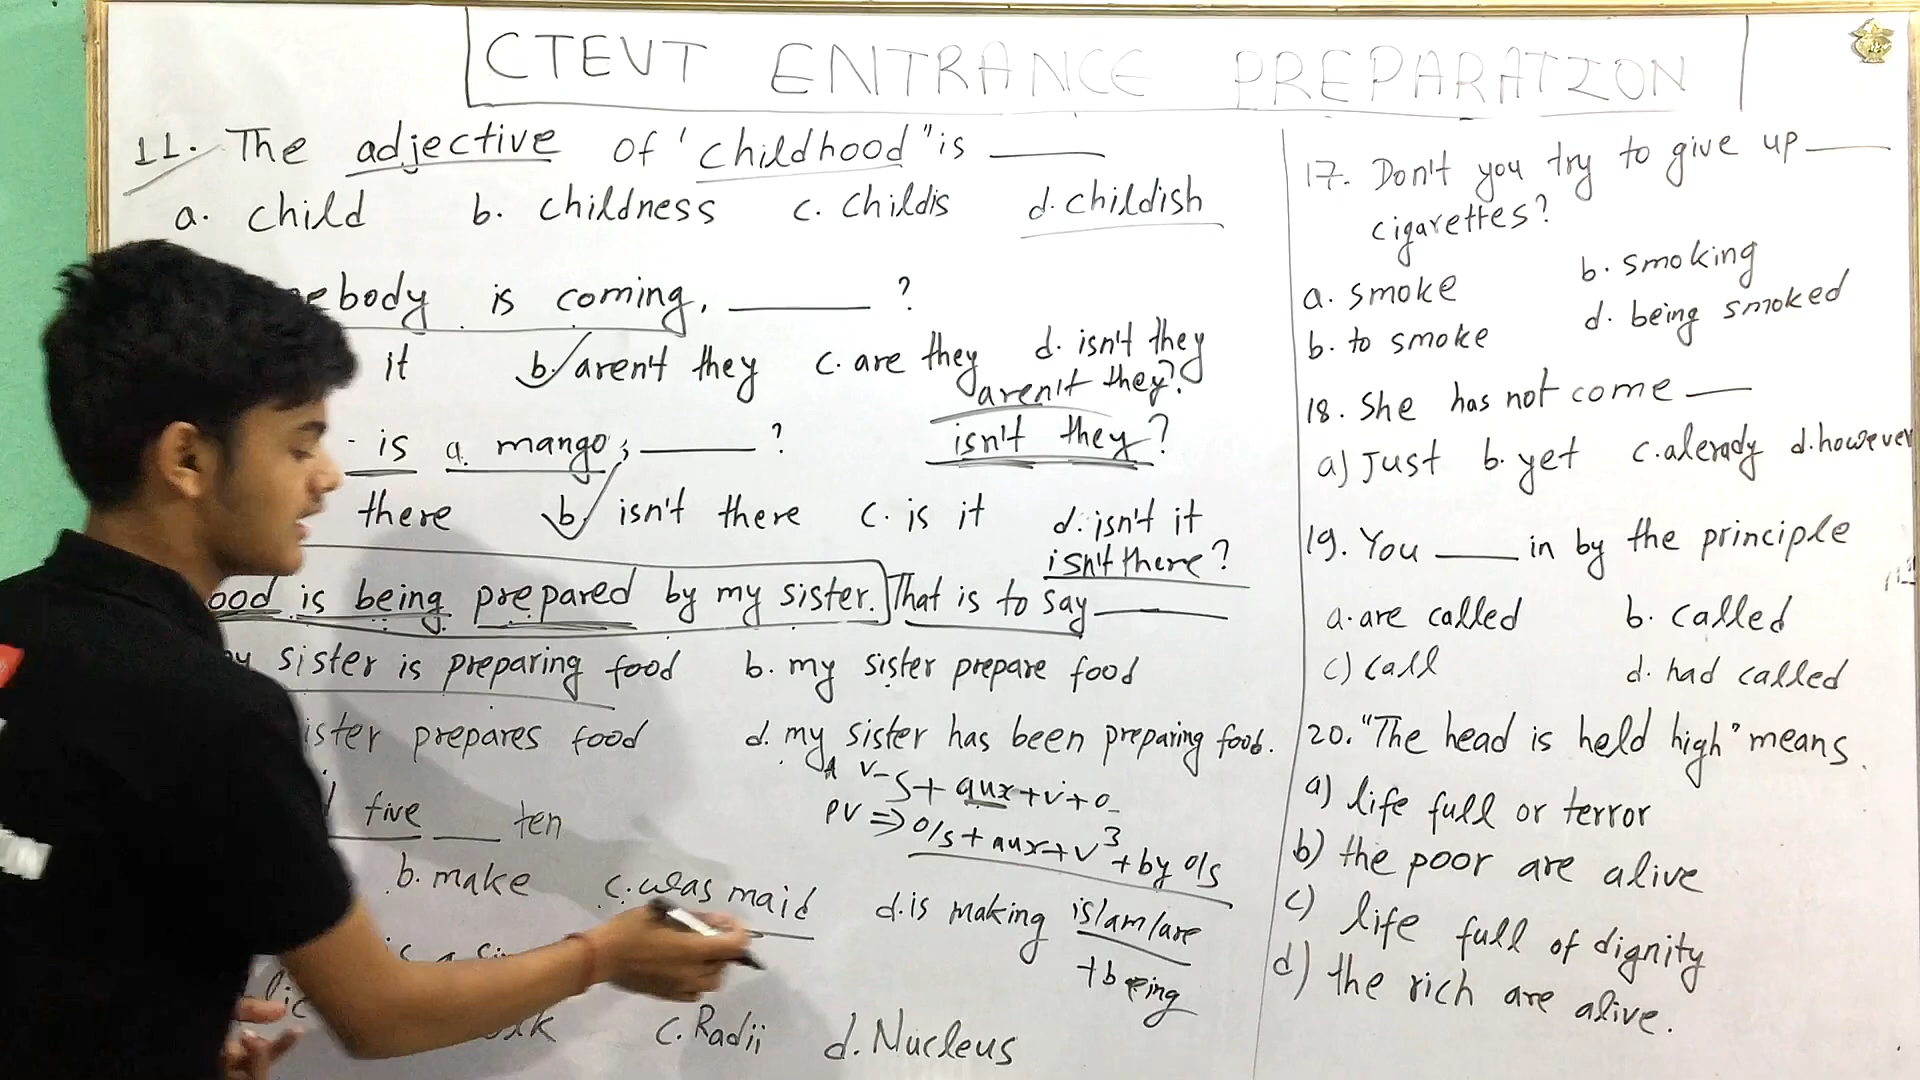 CTEVT ENTRANCE PREPARATION
11. The adjective of 'childhood" is ____
a. child b. childness c. childis d. childish
ebody is coming, ____ ?
it b. aren't they c. are they d. isn't they
aren't they?
- is a mango; ____ ? isn't they?
there b. isn't there c. is it d. isn't it
isn't there?
ood is being prepared by my sister. That is to say ____
y sister is preparing food b. my sister prepare food
ister prepares food d. my sister has been preparing food.
A V- S + aux + v + o
PV => o/s + aux + v3 + by o/s
five ____ ten
b. make c. was maid d. is making is/am/are
+ being
c. Radii d. Nucleus
17. Don't you try to give up ____
cigarettes?
a. smoke b. smoking
b. to smoke d. being smoked
18. She has not come ____
a) Just b. yet c. alerady d. however
19. You ____ in by the principle
a. are called b. called
c) call d. had called
20. "The head is held high" means.
a) life full or terror
b) the poor are alive
c) life full of dignity
d) the rich are alive.